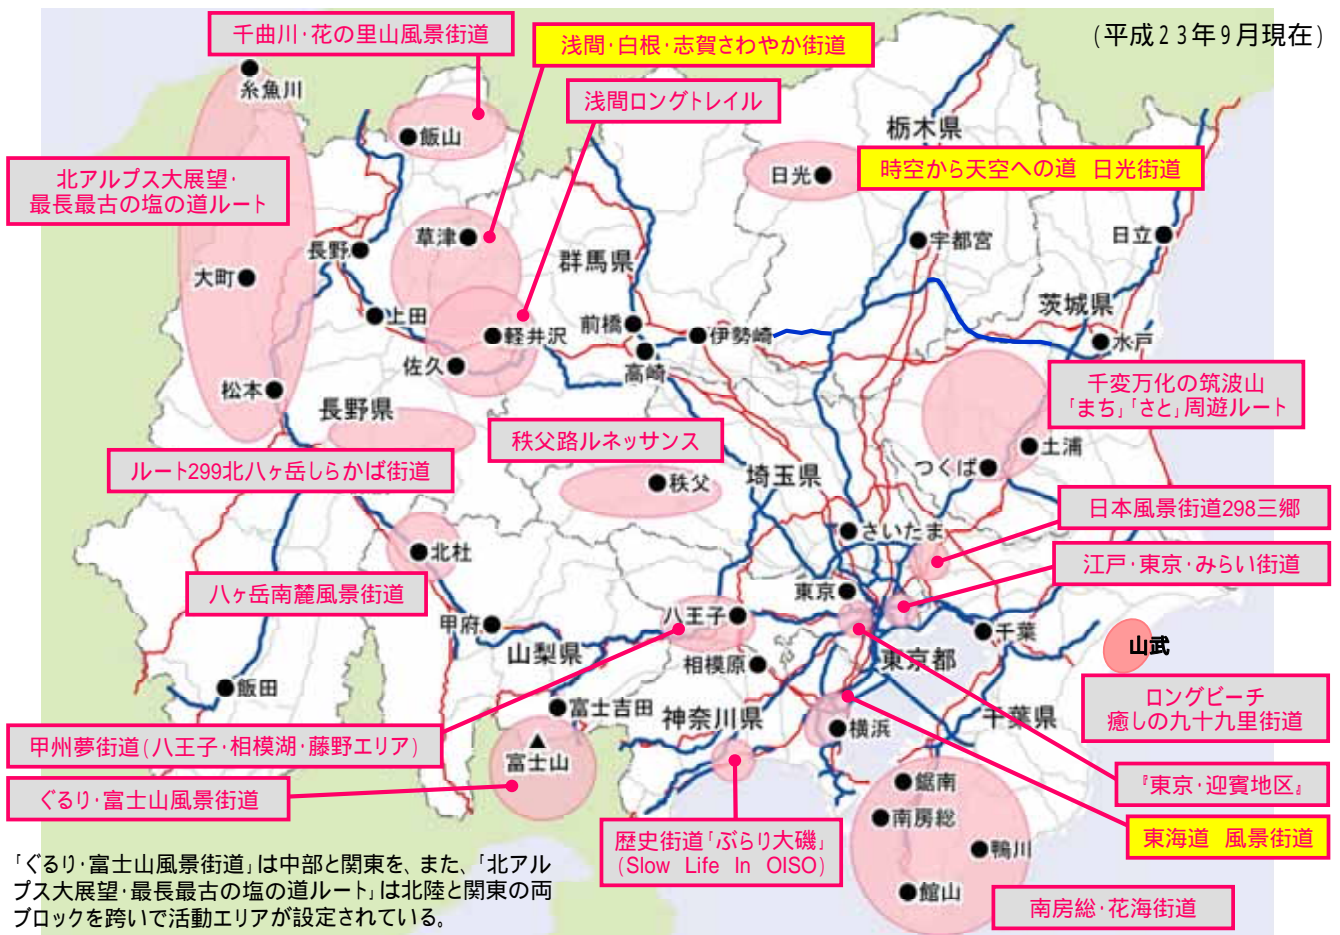 (平成23年9月現在)
千曲川・花の里山風景街道
浅間・白根・志賀さわやか街道
浅間ロングトレイル
糸魚川
飯山
栃木県
日光
時空から天空への道 日光街道
北アルプス大展望・
最長最古の塩の道ルート
草津
長野
宇都宮
日立
群馬県
大町
茨城県
上田
軽井沢
前橋
伊勢崎
水戸
佐久
高崎
松本
長野県
千変万化の筑波山
「まち」「さと」周遊ルート
秩父路ルネッサンス
土浦
ルート299北八ヶ岳しらかば街道
つくば
埼玉県
秩父
日本風景街道298三郷
さいたま
北杜
江戸・東京・みらい街道
八ヶ岳南麓風景街道
東京
八王子
甲府
千葉
山武
山梨県
相模原
東京都
飯田
ロングビーチ
癒しの九十九里街道
富士吉田
神奈川県
千葉県
横浜
甲州夢街道(八王子・相模湖・藤野エリア)
富士山
鋸南
『東京・迎賓地区』
ぐるり・富士山風景街道
南房総
歴史街道「ぶらり大磯」
(Slow Life In OISO)
東海道 風景街道
鴨川
館山
南房総・花海街道
「ぐるり・富士山風景街道」は中部と関東を、また、「北アル
プス大展望・最長最古の塩の道ルート」は北陸と関東の両
ブロックを跨いで活動エリアが設定されている。